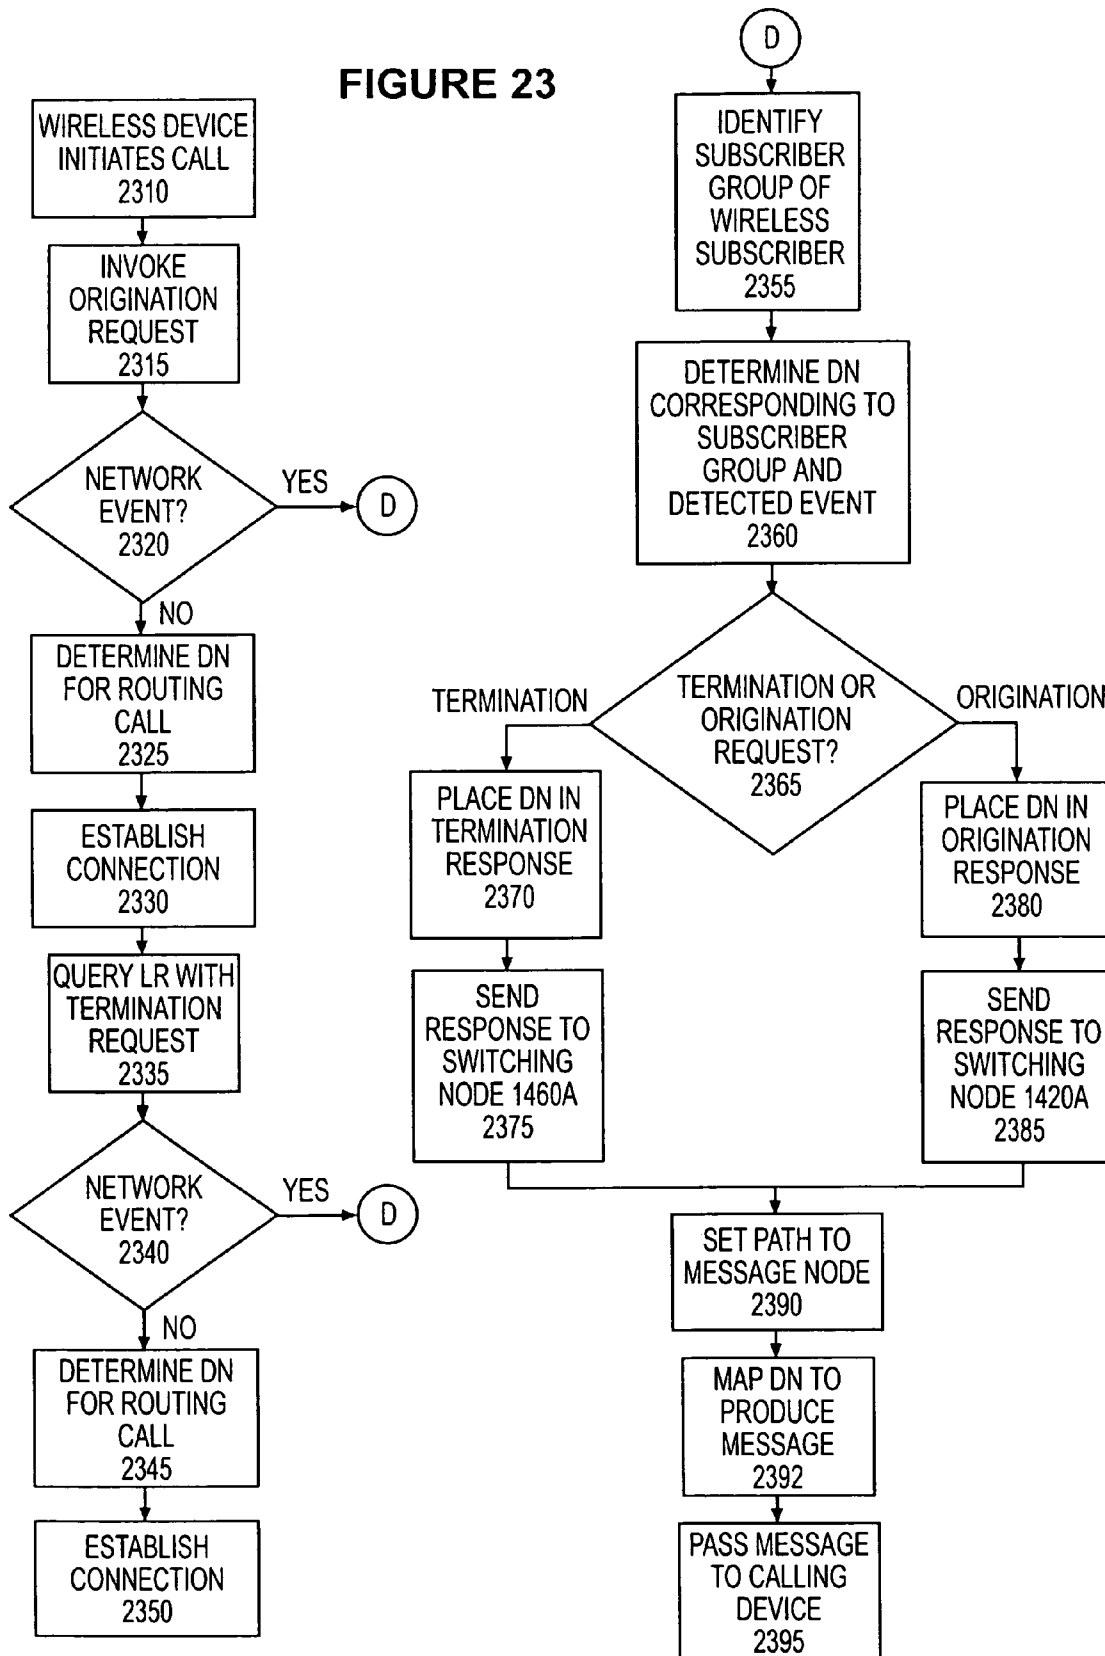 FIGURE 23
WIRELESS DEVICE
INITIATES CALL
2310
INVOKE
ORIGINATION
REQUEST
2315
NETWORK
EVENT?
2320
YES
D
NO
DETERMINE DN
FOR ROUTING
CALL
2325
ESTABLISH
CONNECTION
2330
QUERY LR WITH
TERMINATION
REQUEST
2335
NETWORK
EVENT?
2340
YES
D
NO
DETERMINE DN
FOR ROUTING
CALL
2345
ESTABLISH
CONNECTION
2350
D
IDENTIFY
SUBSCRIBER
GROUP OF
WIRELESS
SUBSCRIBER
2355
DETERMINE DN
CORRESPONDING TO
SUBSCRIBER
GROUP AND
DETECTED EVENT
2360
TERMINATION OR
ORIGINATION
REQUEST?
2365
TERMINATION
PLACE DN IN
TERMINATION
RESPONSE
2370
SEND
RESPONSE TO
SWITCHING
NODE 1460A
2375
ORIGINATION
PLACE DN IN
ORIGINATION
RESPONSE
2380
SEND
RESPONSE TO
SWITCHING
NODE 1420A
2385
SET PATH TO
MESSAGE NODE
2390
MAP DN TO
PRODUCE
MESSAGE
2392
PASS MESSAGE
TO CALLING
DEVICE
2395